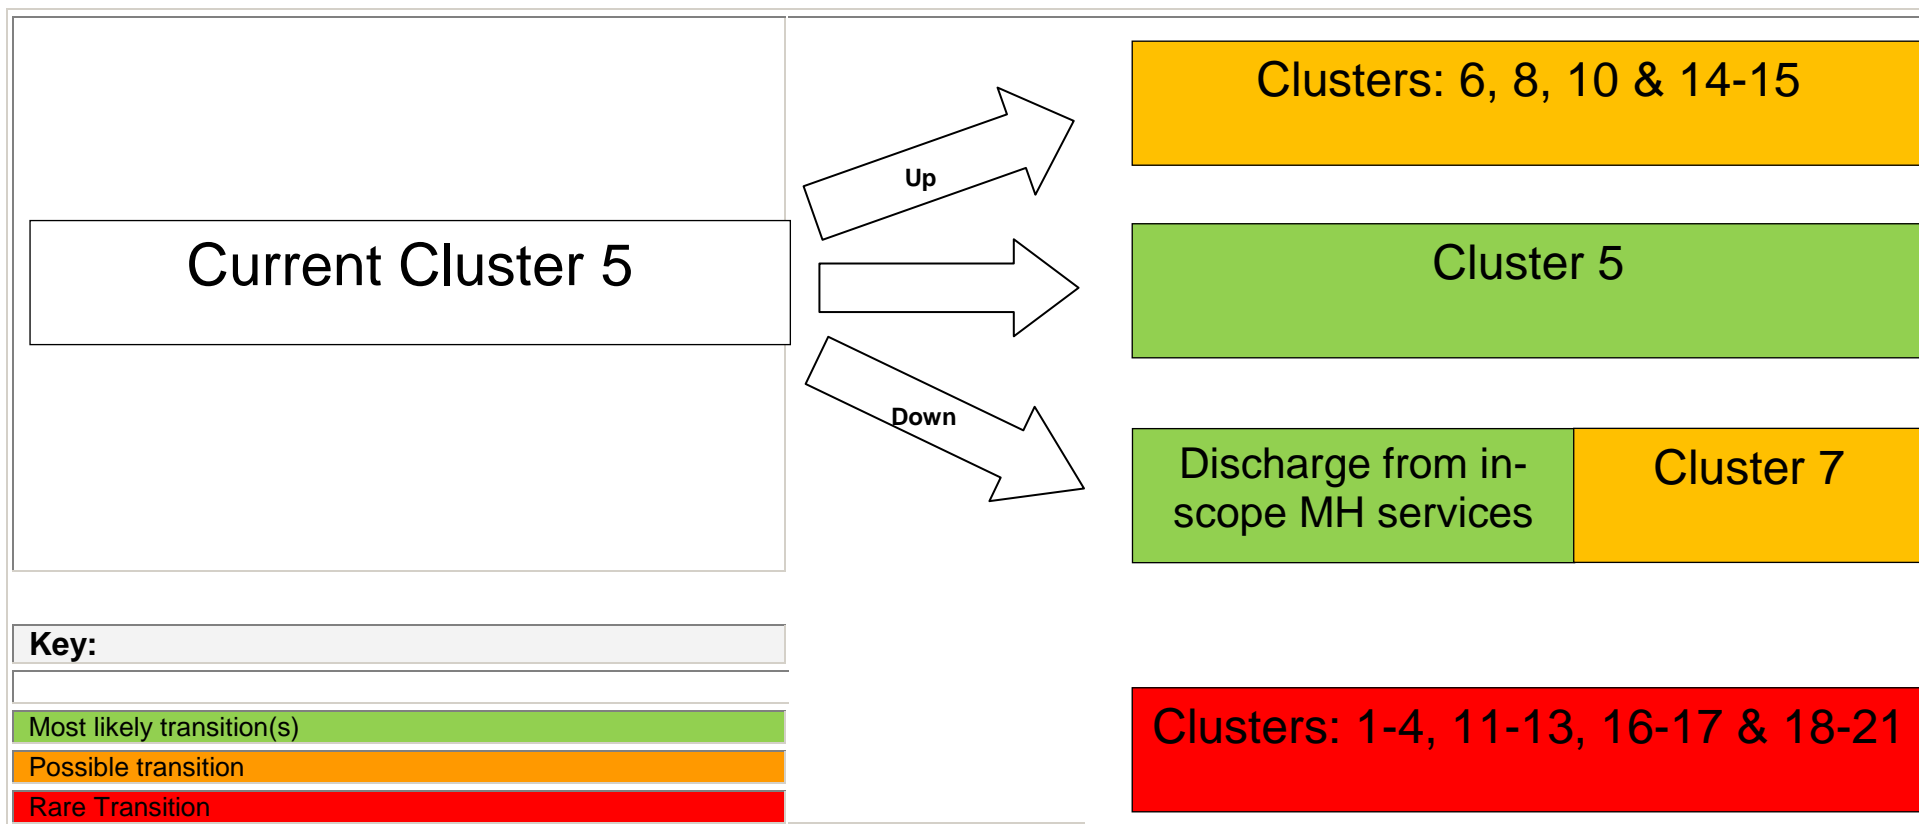 Clusters: 6, 8, 10 & 14-15
Up
Current Cluster 5
Cluster 5
Down
Discharge from in-
scope MH services
Cluster 7
Key:
Most likely transition(s)
Possible transition
Rare Transition
Clusters: 1-4, 11-13, 16-17 & 18-21